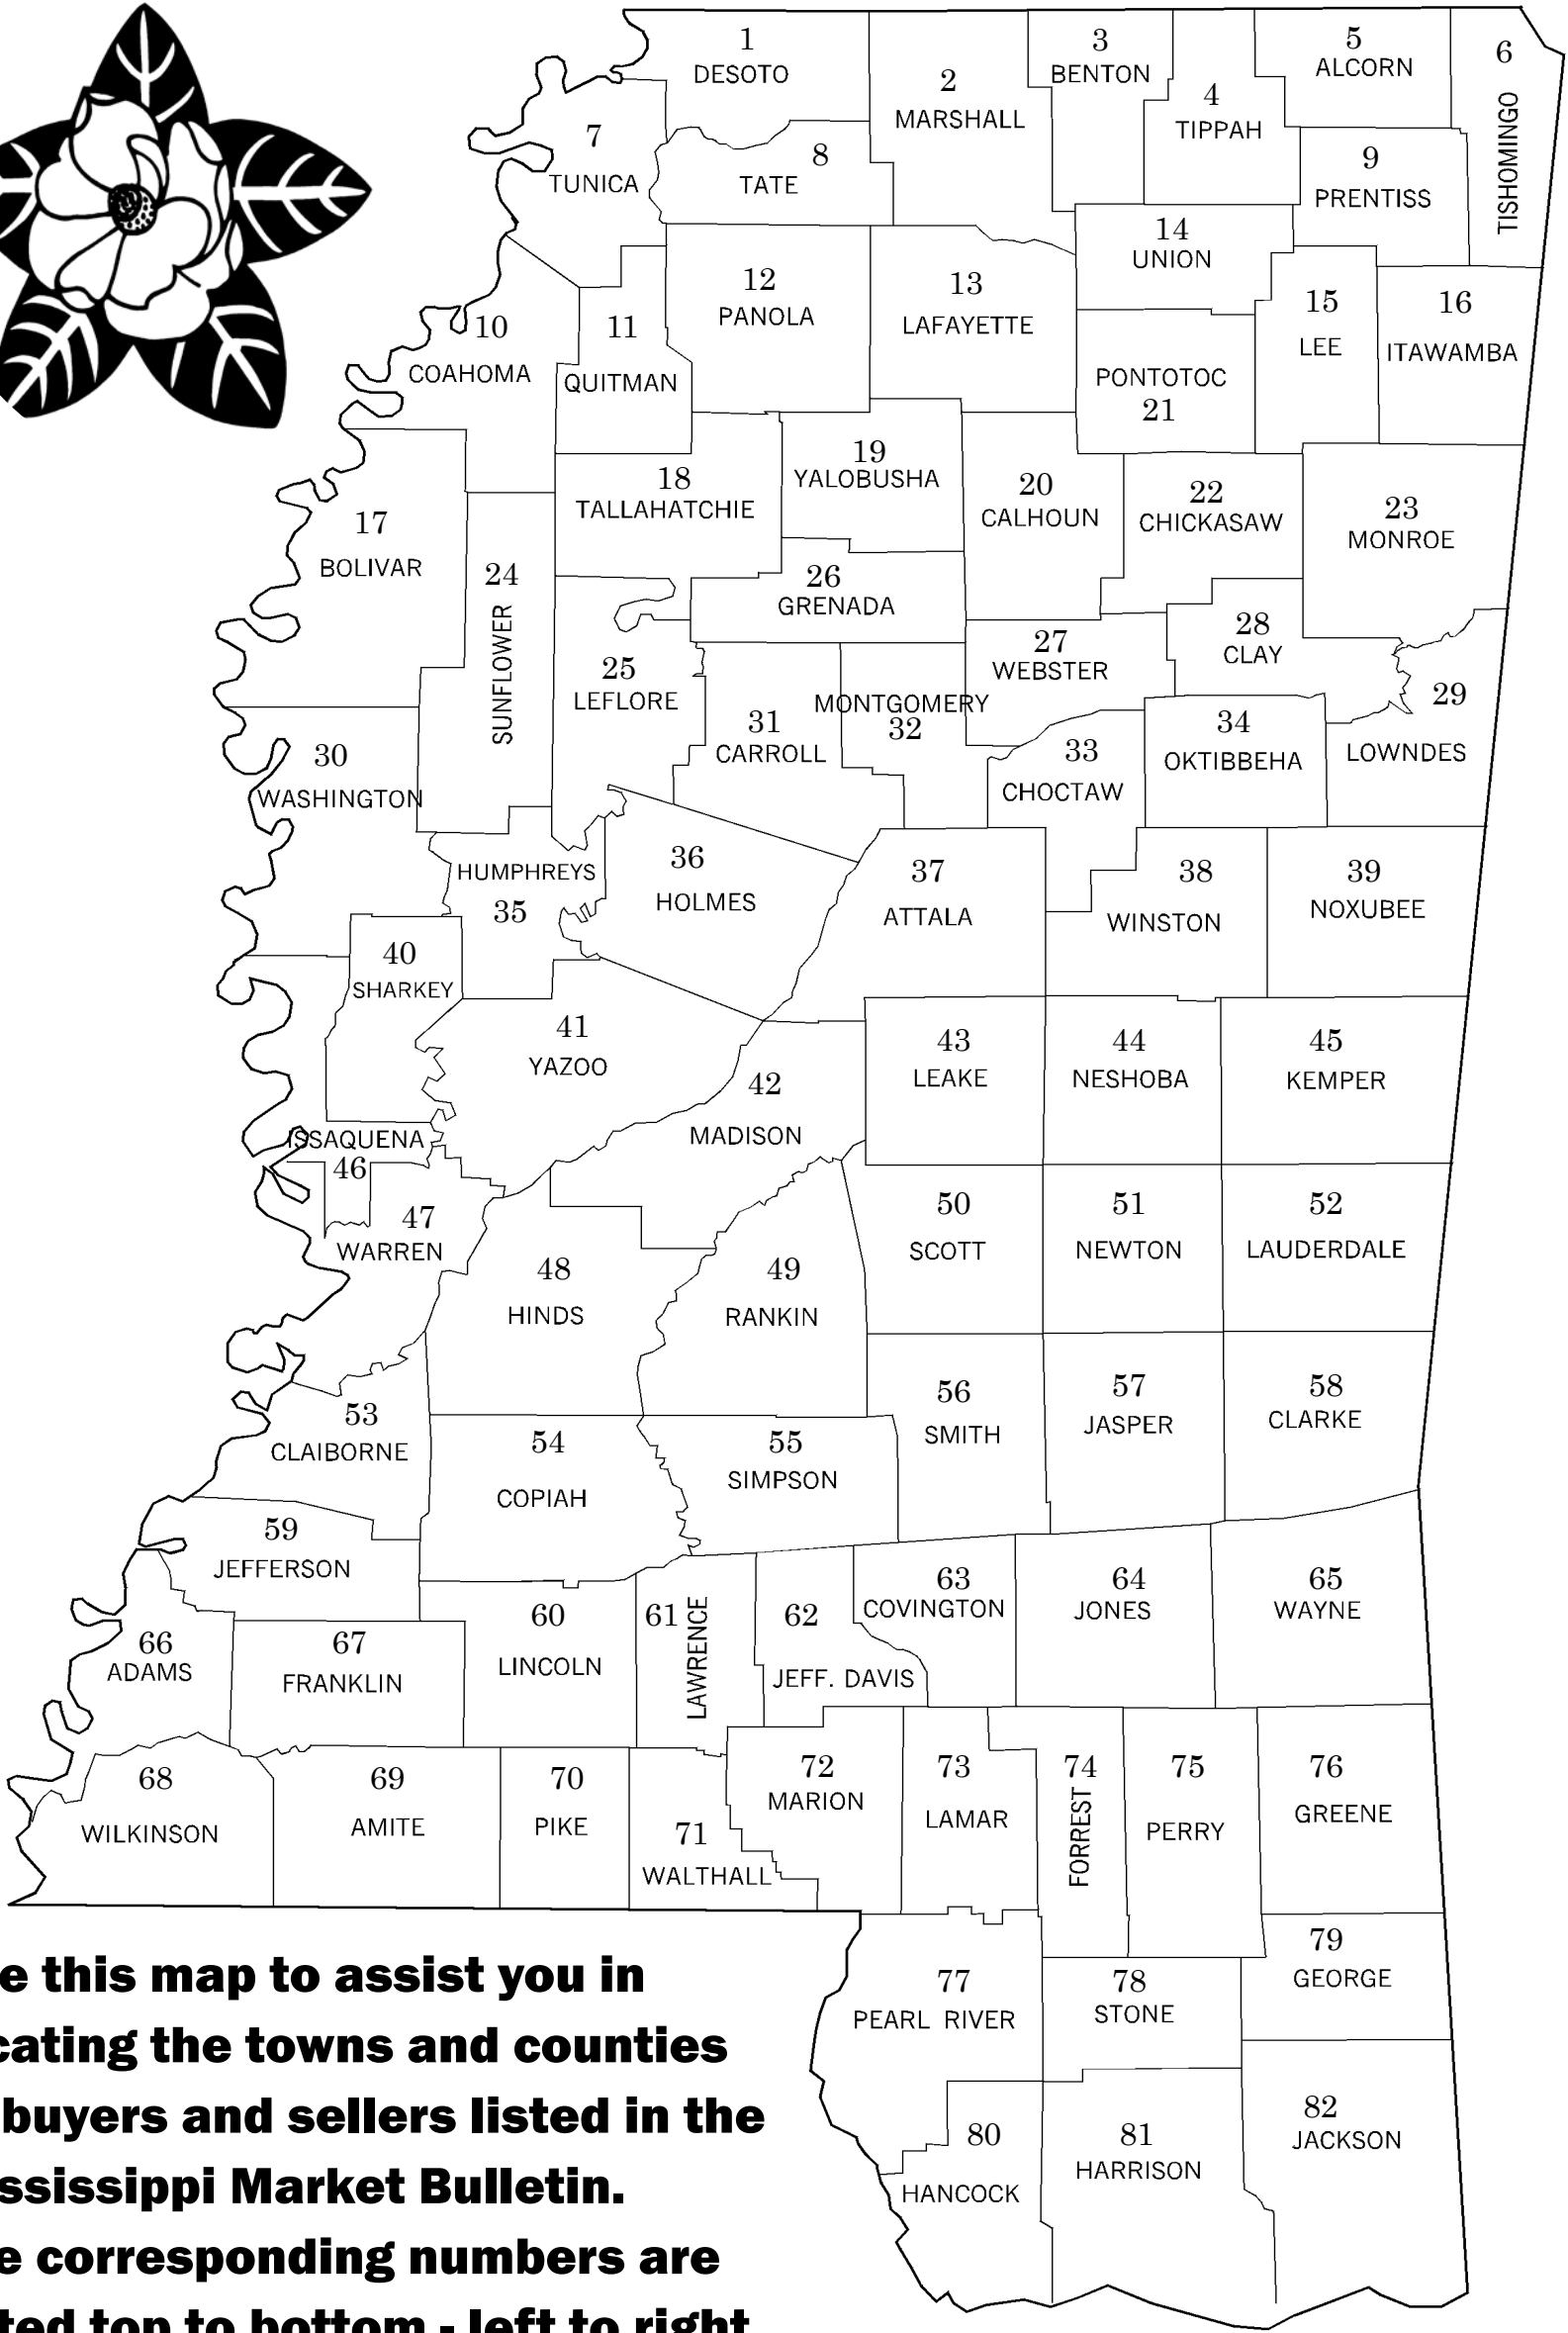 1
DESOTO
2
MARSHALL
3
BENTON
4
TIPPAH
5
ALCORN
6
TISHOMINGO
7
TUNICA
8
TATE
9
PRENTISS
10
COAHOMA
11
QUITMAN
12
PANOLA
13
LAFAYETTE
14
UNION
15
LEE
16
ITAWAMBA
17
BOLIVAR
18
TALLAHATCHIE
19
YALOBUSHA
20
CALHOUN
PONTOTOC
21
22
CHICKASAW
23
MONROE
24
SUNFLOWER
25
LEFLORE
26
GRENADA
27
WEBSTER
28
CLAY
29
LOWNDES
30
WASHINGTON
31
CARROLL
MONTGOMERY
32
33
CHOCTAW
34
OKTIBBEHA
HUMPHREYS
35
36
HOLMES
37
ATTALA
38
WINSTON
39
NOXUBEE
40
SHARKEY
41
YAZOO
42
MADISON
43
LEAKE
44
NESHOBA
45
KEMPER
ISSAQUENA
46
47
WARREN
48
HINDS
49
RANKIN
50
SCOTT
51
NEWTON
52
LAUDERDALE
53
CLAIBORNE
54
COPIAH
55
SIMPSON
56
SMITH
57
JASPER
58
CLARKE
59
JEFFERSON
60
LINCOLN
61
LAWRENCE
62
JEFF. DAVIS
63
COVINGTON
64
JONES
65
WAYNE
66
ADAMS
67
FRANKLIN
68
WILKINSON
69
AMITE
70
PIKE
71
WALTHALL
72
MARION
73
LAMAR
74
FORREST
75
PERRY
76
GREENE
77
PEARL RIVER
78
STONE
79
GEORGE
80
HANCOCK
81
HARRISON
82
JACKSON
e this map to assist you in
cating the towns and counties
buyers and sellers listed in the
ssissippi Market Bulletin.
e corresponding numbers are
ted top to bottom - left to right